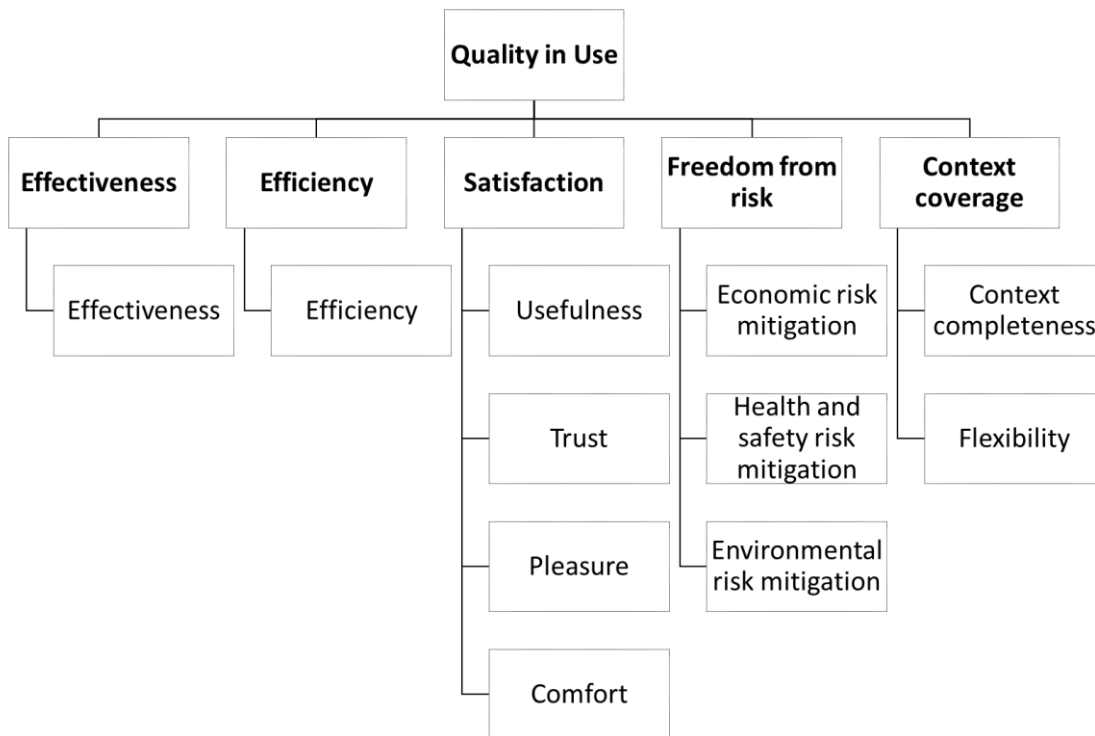 Quality in Use
Effectiveness
Efficiency
Satisfaction
Freedom from
risk
Context
coverage
Effectiveness
Efficiency
Usefulness
Economic risk
mitigation
Context
completeness
Trust
Health and
safety risk
mitigation
Flexibility
Pleasure
Environmental
risk mitigation
Comfort